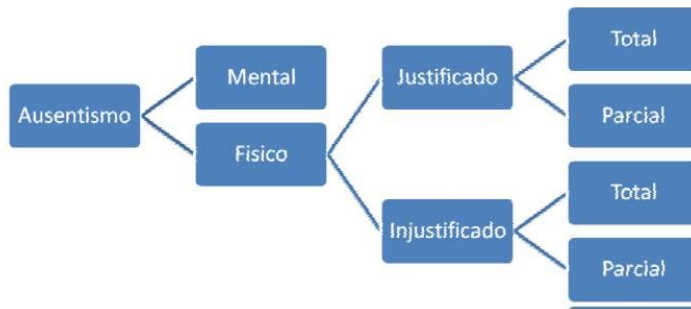 Ausentismo
Mental
Fisico
Justificado
Total
Parcial
Injustificado
Total
Parcial